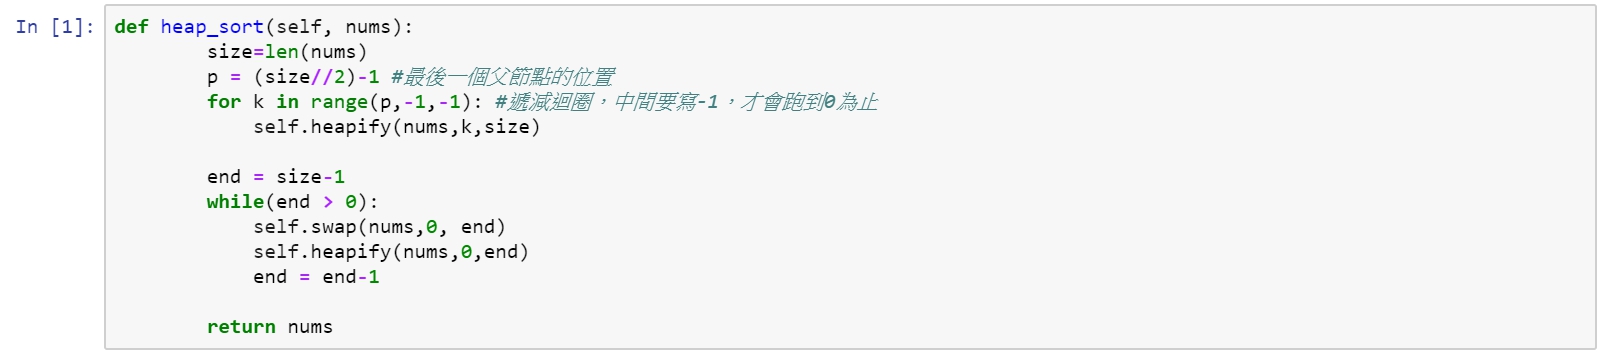 In [1]: def heap_sort(self, nums):
        size=len(nums)
        p = (size//2)-1 #最後一個父節點的位置
        for k in range(p,-1,-1): #遞減迴圈，中間要寫-1，才會跑到0為止
            self.heapify(nums,k,size)

        end = size-1
        while(end > 0):
            self.swap(nums,0, end)
            self.heapify(nums,0,end)
            end = end-1

        return nums